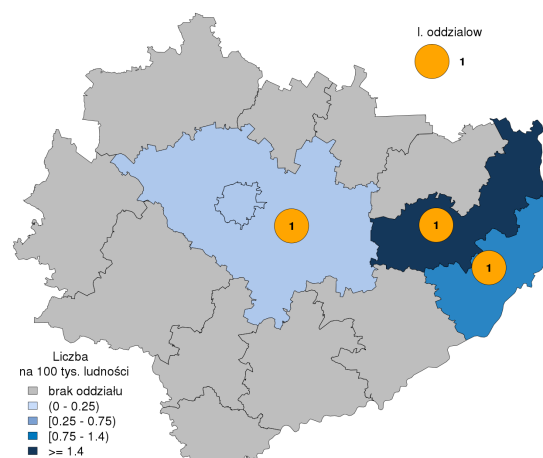 l. oddzialow
1
1
1
1
Liczba
na 100 tys. ludności
brak oddziału
(0 - 0.25)
[0.25 - 0.75)
[0.75 - 1.4)
>= 1.4